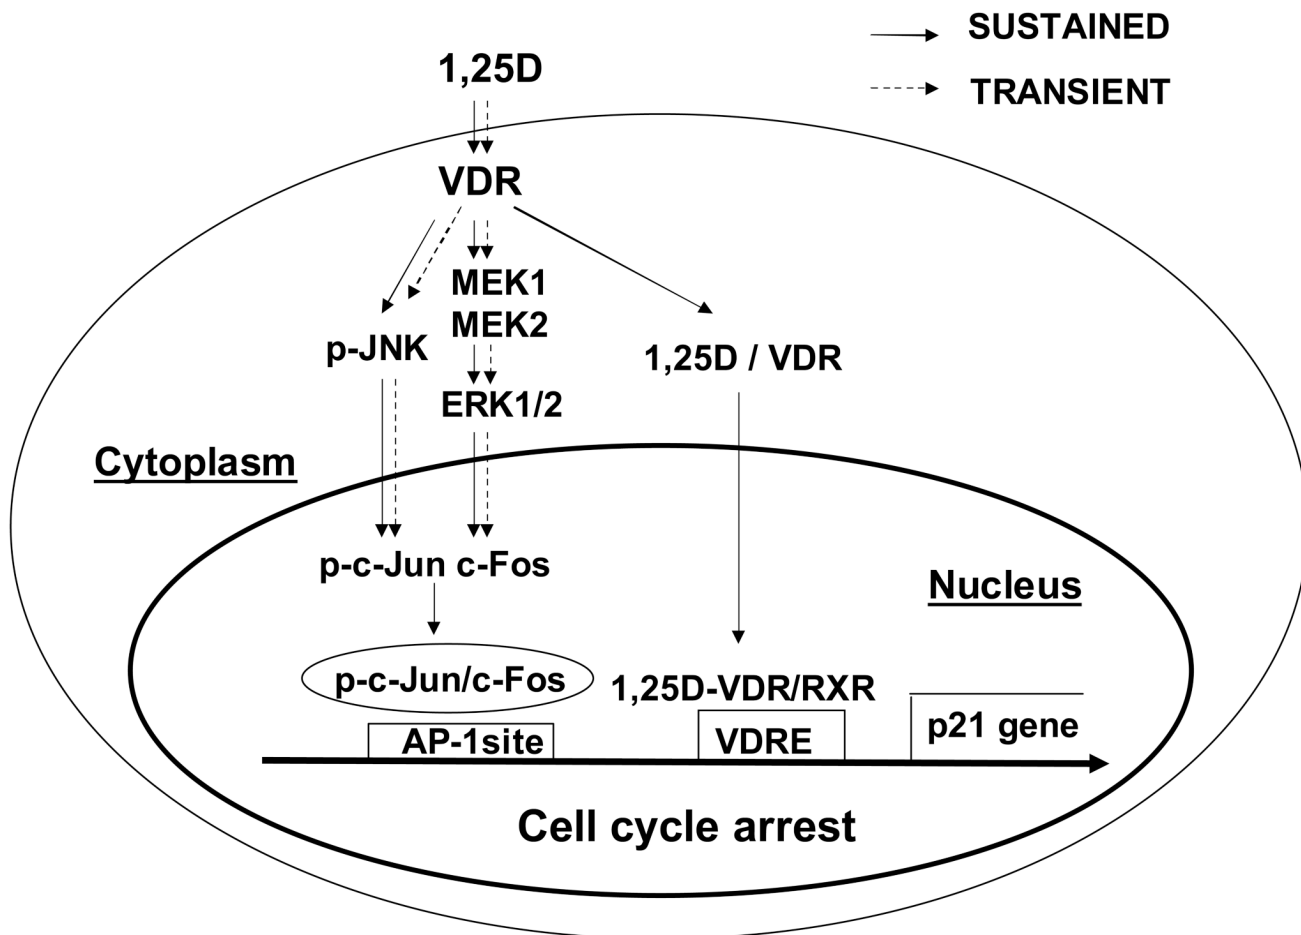 SUSTAINED
TRANSIENT
1,25D
VDR
MEK1
MEK2
p-JNK
1,25D / VDR
ERK1/2
Cytoplasm
p-c-Jun c-Fos
Nucleus
p-c-Jun/c-Fos
1,25D-VDR/RXR
AP-1site
VDRE
p21 gene
Cell cycle arrest